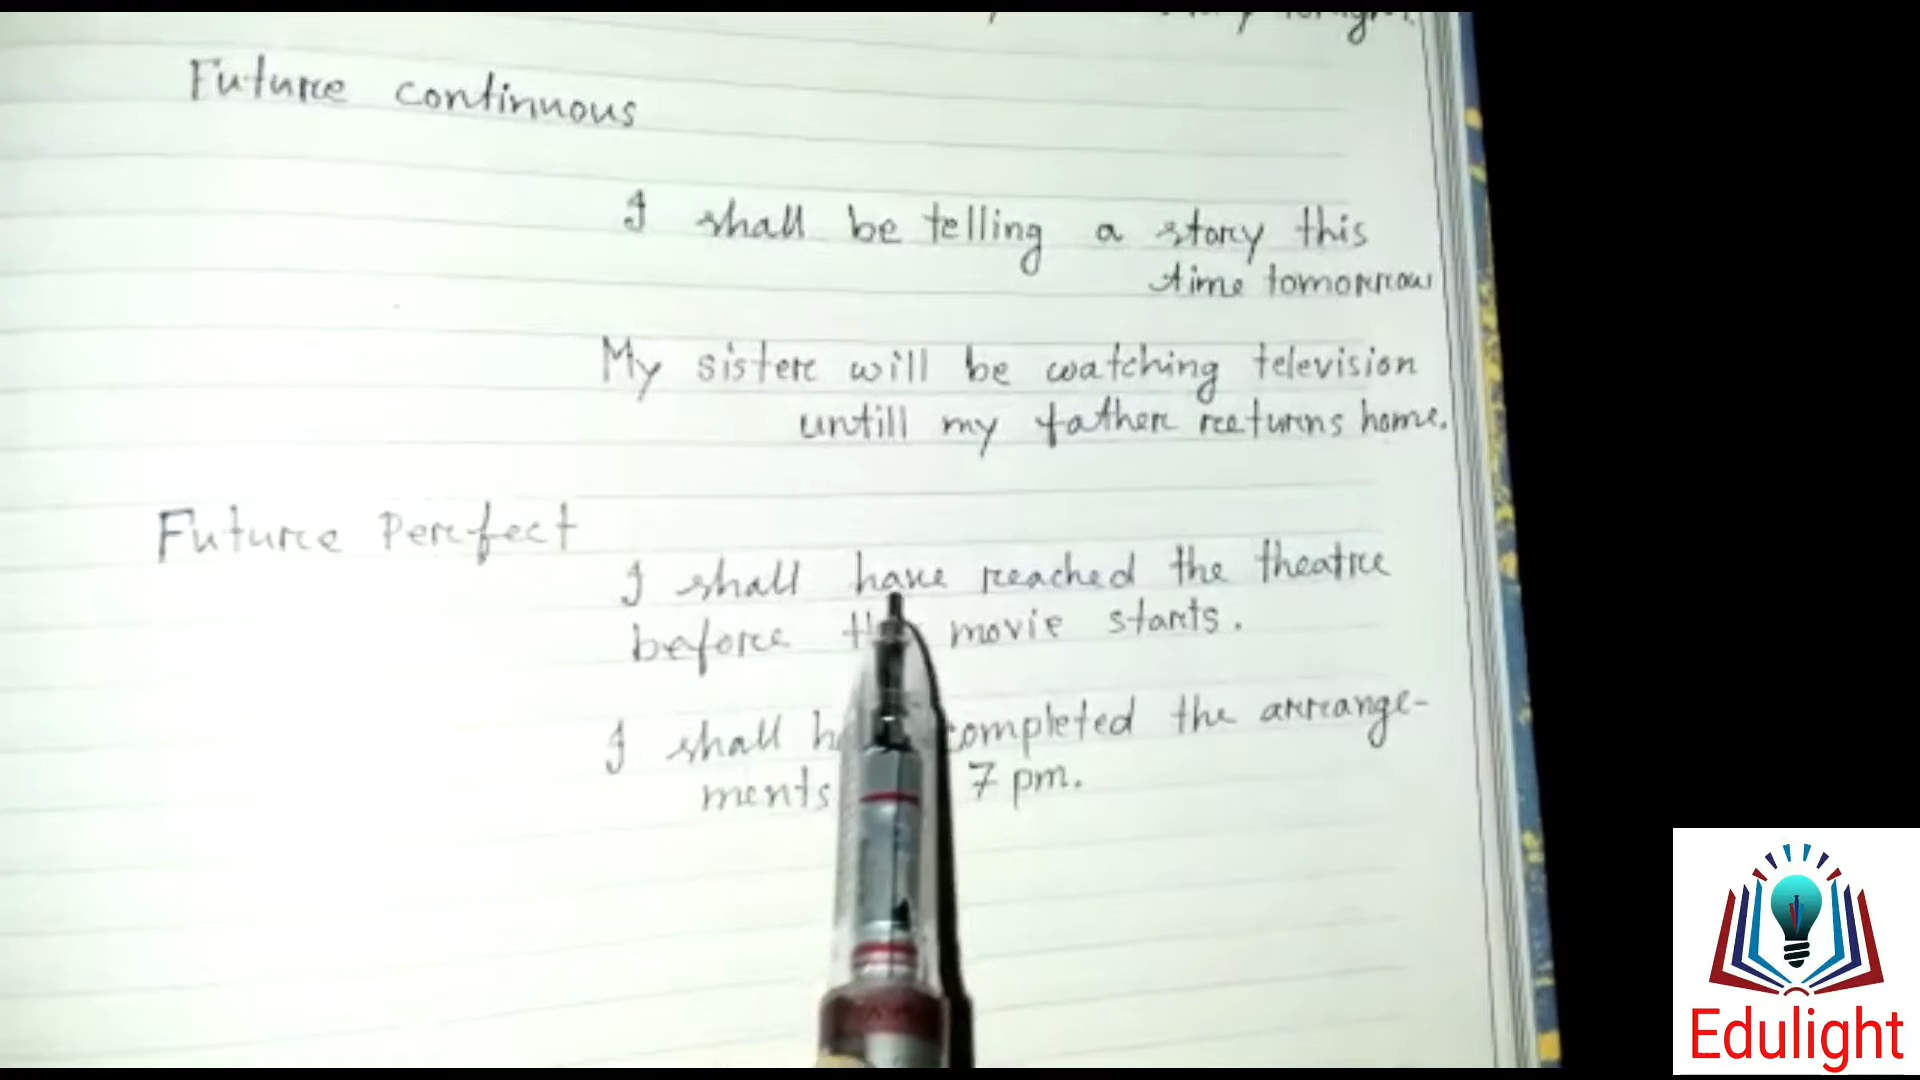 Future continuous
I shall be telling a story this
time tomorrow
My sister will be watching television
untill my father returns home.
Future Perfect
I shall have reached the theatre
before movie starts.
I shall completed the arrange-
ments 7 pm.
Edulight